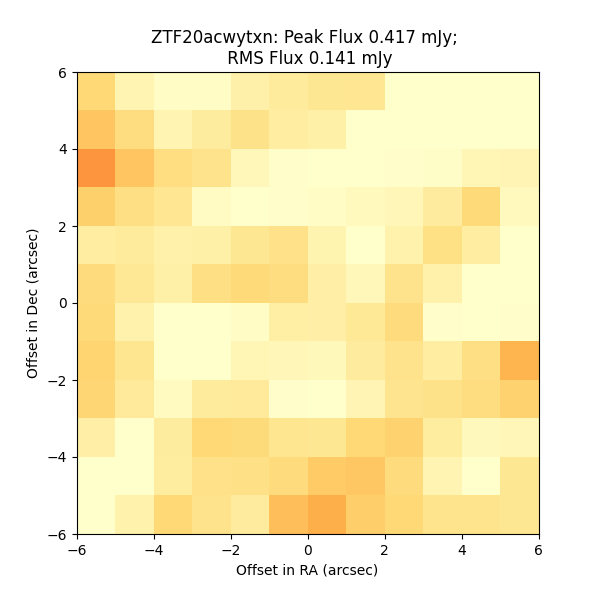 ZTF20acwytxn: Peak Flux 0.417 mJy;
RMS Flux 0.141 mJy
6
4
2
0
−2
−4
−6
Offset in Dec (arcsec)
−6 −4 −2 0 2 4 6
Offset in RA (arcsec)